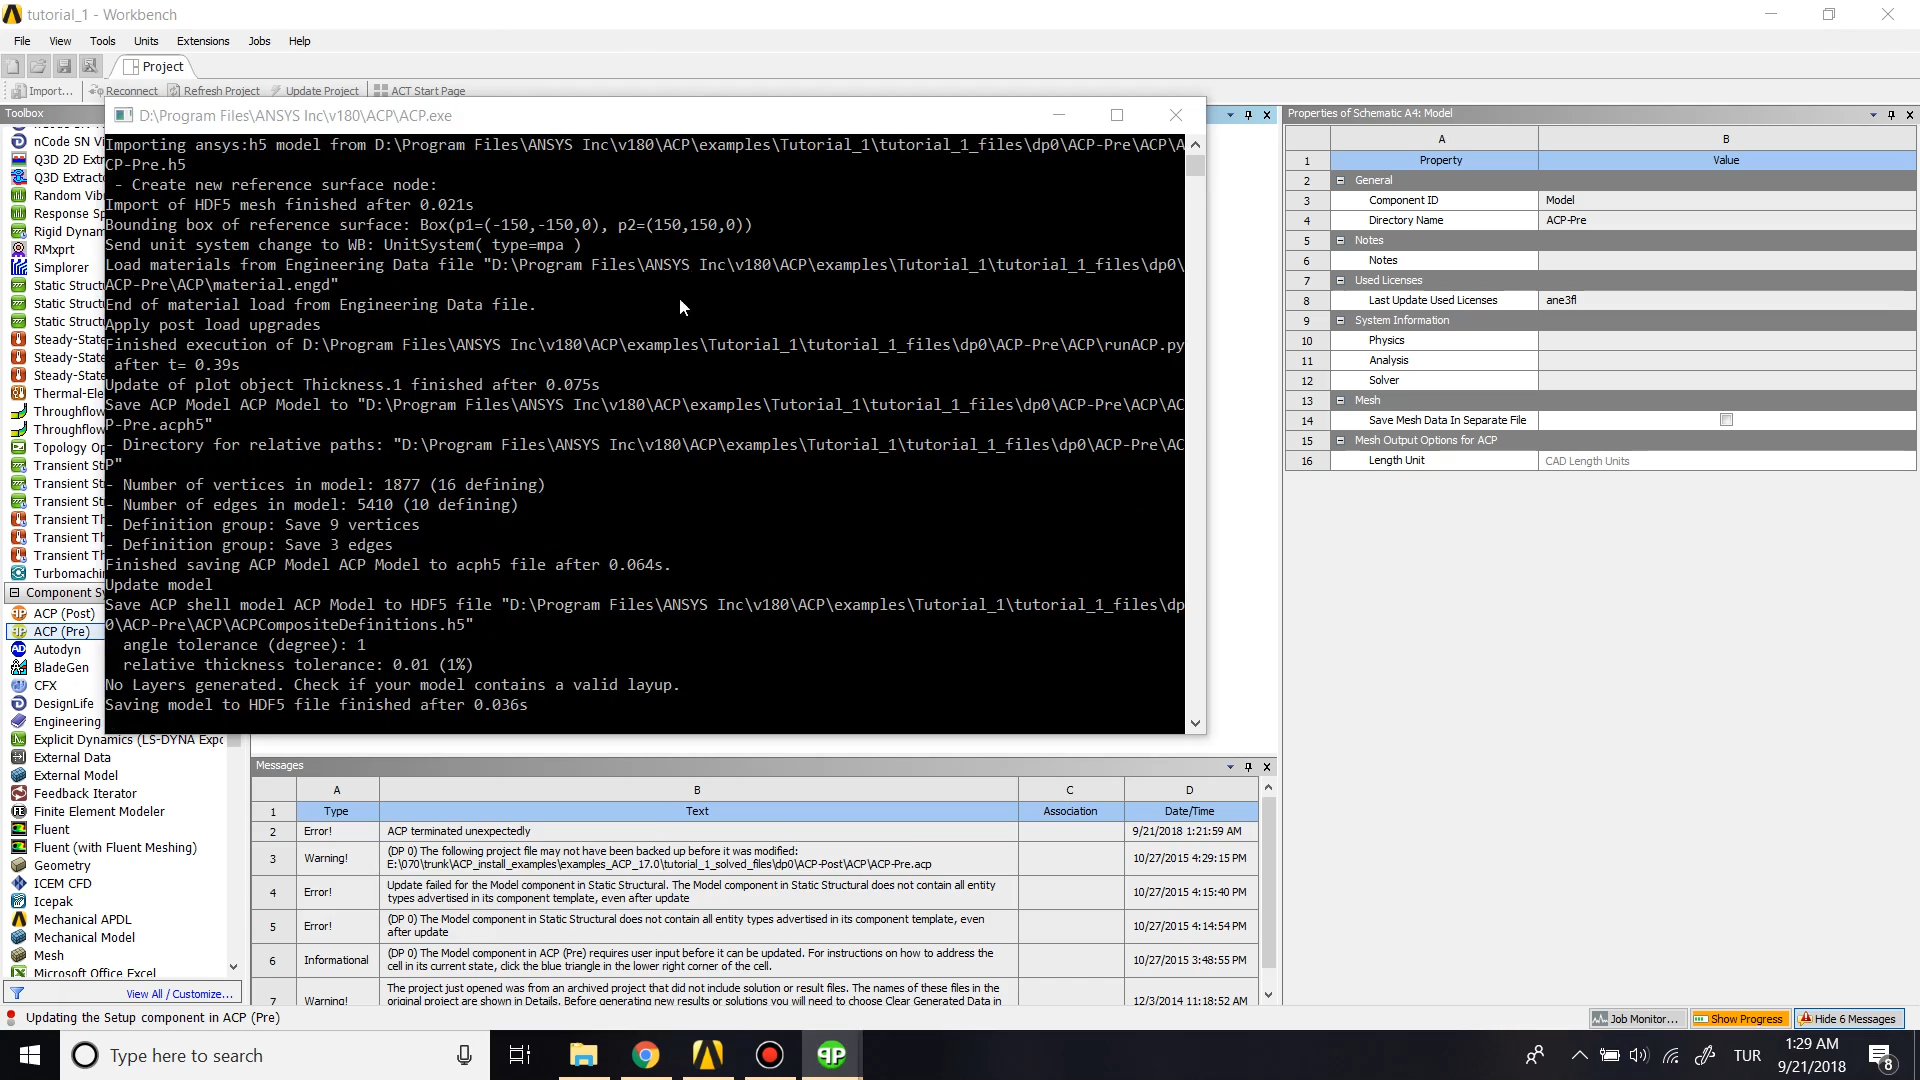 tutorial_1 - Workbench
File View Tools Units Extensions Jobs Help
Project
Import... Reconnect Refresh Project Update Project ACT Start Page
Toolbox
nCode SN Vi
Q3D 2D Extr
Q3D Extracto
Random Vib
Response Sp
Rigid Dynam
RMxprt
Simplorer
Static Struct
Static Struct
Static Struct
Steady-State
Steady-State
Steady-State
Thermal-Ele
Throughflow
Throughflow
Topology Op
Transient St
Transient St
Transient St
Transient Th
Transient Th
Transient Th
Turbomachin
Component Sy
ACP (Post)
ACP (Pre)
Autodyn
BladeGen
CFX
DesignLife
Engineering
Explicit Dynamics (LS-DYNA Expo
External Data
External Model
Feedback Iterator
Finite Element Modeler
Fluent
Fluent (with Fluent Meshing)
Geometry
ICEM CFD
Icepak
Mechanical APDL
Mechanical Model
Mesh
Microsoft Office Excel
View All / Customize...
D:\Program Files\ANSYS Inc\v180\ACP\ACP.exe
Importing ansys:h5 model from D:\Program Files\ANSYS Inc\v180\ACP\examples\Tutorial_1\tutorial_1_files\dp0\ACP-Pre\ACP\A
CP-Pre.h5
- Create new reference surface node:
Import of HDF5 mesh finished after 0.021s
Bounding box of reference surface: Box(p1=(-150,-150,0), p2=(150,150,0))
Send unit system change to WB: UnitSystem( type=mpa )
Load materials from Engineering Data file "D:\Program Files\ANSYS Inc\v180\ACP\examples\Tutorial_1\tutorial_1_files\dp0\
ACP-Pre\ACP\material.engd"
End of material load from Engineering Data file.
Apply post load upgrades
Finished execution of D:\Program Files\ANSYS Inc\v180\ACP\examples\Tutorial_1\tutorial_1_files\dp0\ACP-Pre\ACP\runACP.py
after t= 0.39s
Update of plot object Thickness.1 finished after 0.075s
Save ACP Model ACP Model to "D:\Program Files\ANSYS Inc\v180\ACP\examples\Tutorial_1\tutorial_1_files\dp0\ACP-Pre\ACP\AC
P-Pre.acph5"
- Directory for relative paths: "D:\Program Files\ANSYS Inc\v180\ACP\examples\Tutorial_1\tutorial_1_files\dp0\ACP-Pre\AC
P"
- Number of vertices in model: 1877 (16 defining)
- Number of edges in model: 5410 (10 defining)
- Definition group: Save 9 vertices
- Definition group: Save 3 edges
Finished saving ACP Model ACP Model to acph5 file after 0.064s.
Update model
Save ACP shell model ACP Model to HDF5 file "D:\Program Files\ANSYS Inc\v180\ACP\examples\Tutorial_1\tutorial_1_files\dp
0\ACP-Pre\ACP\ACPCompositeDefinitions.h5"
angle tolerance (degree): 1
relative thickness tolerance: 0.01 (1%)
No Layers generated. Check if your model contains a valid layup.
Saving model to HDF5 file finished after 0.036s
Properties of Schematic A4: Model
A B
1 Property Value
2 General
3 Component ID Model
4 Directory Name ACP-Pre
5 Notes
6 Notes
7 Used Licenses
8 Last Update Used Licenses ane3fl
9 System Information
10 Physics
11 Analysis
12 Solver
13 Mesh
14 Save Mesh Data In Separate File
15 Mesh Output Options for ACP
16 Length Unit CAD Length Units
Messages
A B C D
1 Type Text Association Date/Time
2 Error! ACP terminated unexpectedly 9/21/2018 1:21:59 AM
3 Warning! (DP 0) The following project file may not have been backed up before it was modified:
E:\070\trunk\ACP_install_examples\examples_ACP_17.0\tutorial_1_solved_files\dp0\ACP-Post\ACP\ACP-Pre.acp 10/27/2015 4:29:15 PM
4 Error! Update failed for the Model component in Static Structural. The Model component in Static Structural does not contain all entity
types advertised in its component template, even after update 10/27/2015 4:15:40 PM
5 Error! (DP 0) The Model component in Static Structural does not contain all entity types advertised in its component template, even
after update 10/27/2015 4:14:54 PM
6 Informational (DP 0) The Model component in ACP (Pre) requires user input before it can be updated. For instructions on how to address the
cell in its current state, click the blue triangle in the lower right corner of the cell. 10/27/2015 3:48:55 PM
7 Warning! The project just opened was from an archived project that did not include solution or result files. The names of these files in the
original project are shown in Details. Before generating new results or solutions you will need to choose Clear Generated Data in 12/3/2014 11:18:52 AM
Updating the Setup component in ACP (Pre)
Job Monitor... Show Progress Hide 6 Messages
Type here to search
TUR
1:29 AM
9/21/2018
8